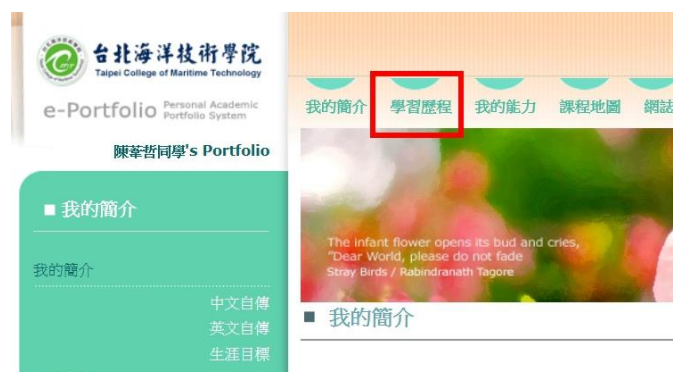 台北海洋技術學院
Taipei College of Maritime Technology
e-Portfolio Personal Academic
Portfolio System
陳峯哲同學's Portfolio
我的簡介 學習歷程 我的能力 課程地圖 網誌
■ 我的簡介
我的簡介
中文自傳
英文自傳
生涯目標
The infant flower opens its bud and cries,
"Dear World, please do not fade
Stray Birds / Rabindranath Tagore
■ 我的簡介